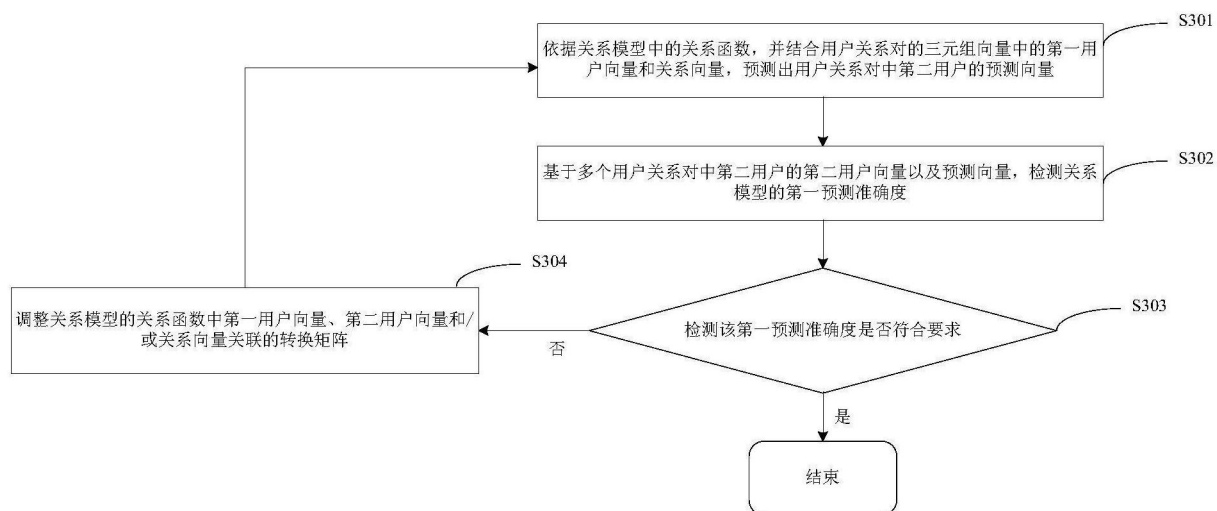 S301
依据关系模型中的关系函数，并结合用户关系对的三元组向量中的第一用
户向量和关系向量，预测出用户关系对中第二用户的预测向量
S302
基于多个用户关系对中第二用户的第二用户向量以及预测向量，检测关系
模型的第一预测准确度
S304
调整关系模型的关系函数中第一用户向量、第二用户向量和/
或关系向量关联的转换矩阵
S303
检测该第一预测准确度是否符合要求
否
是
结束